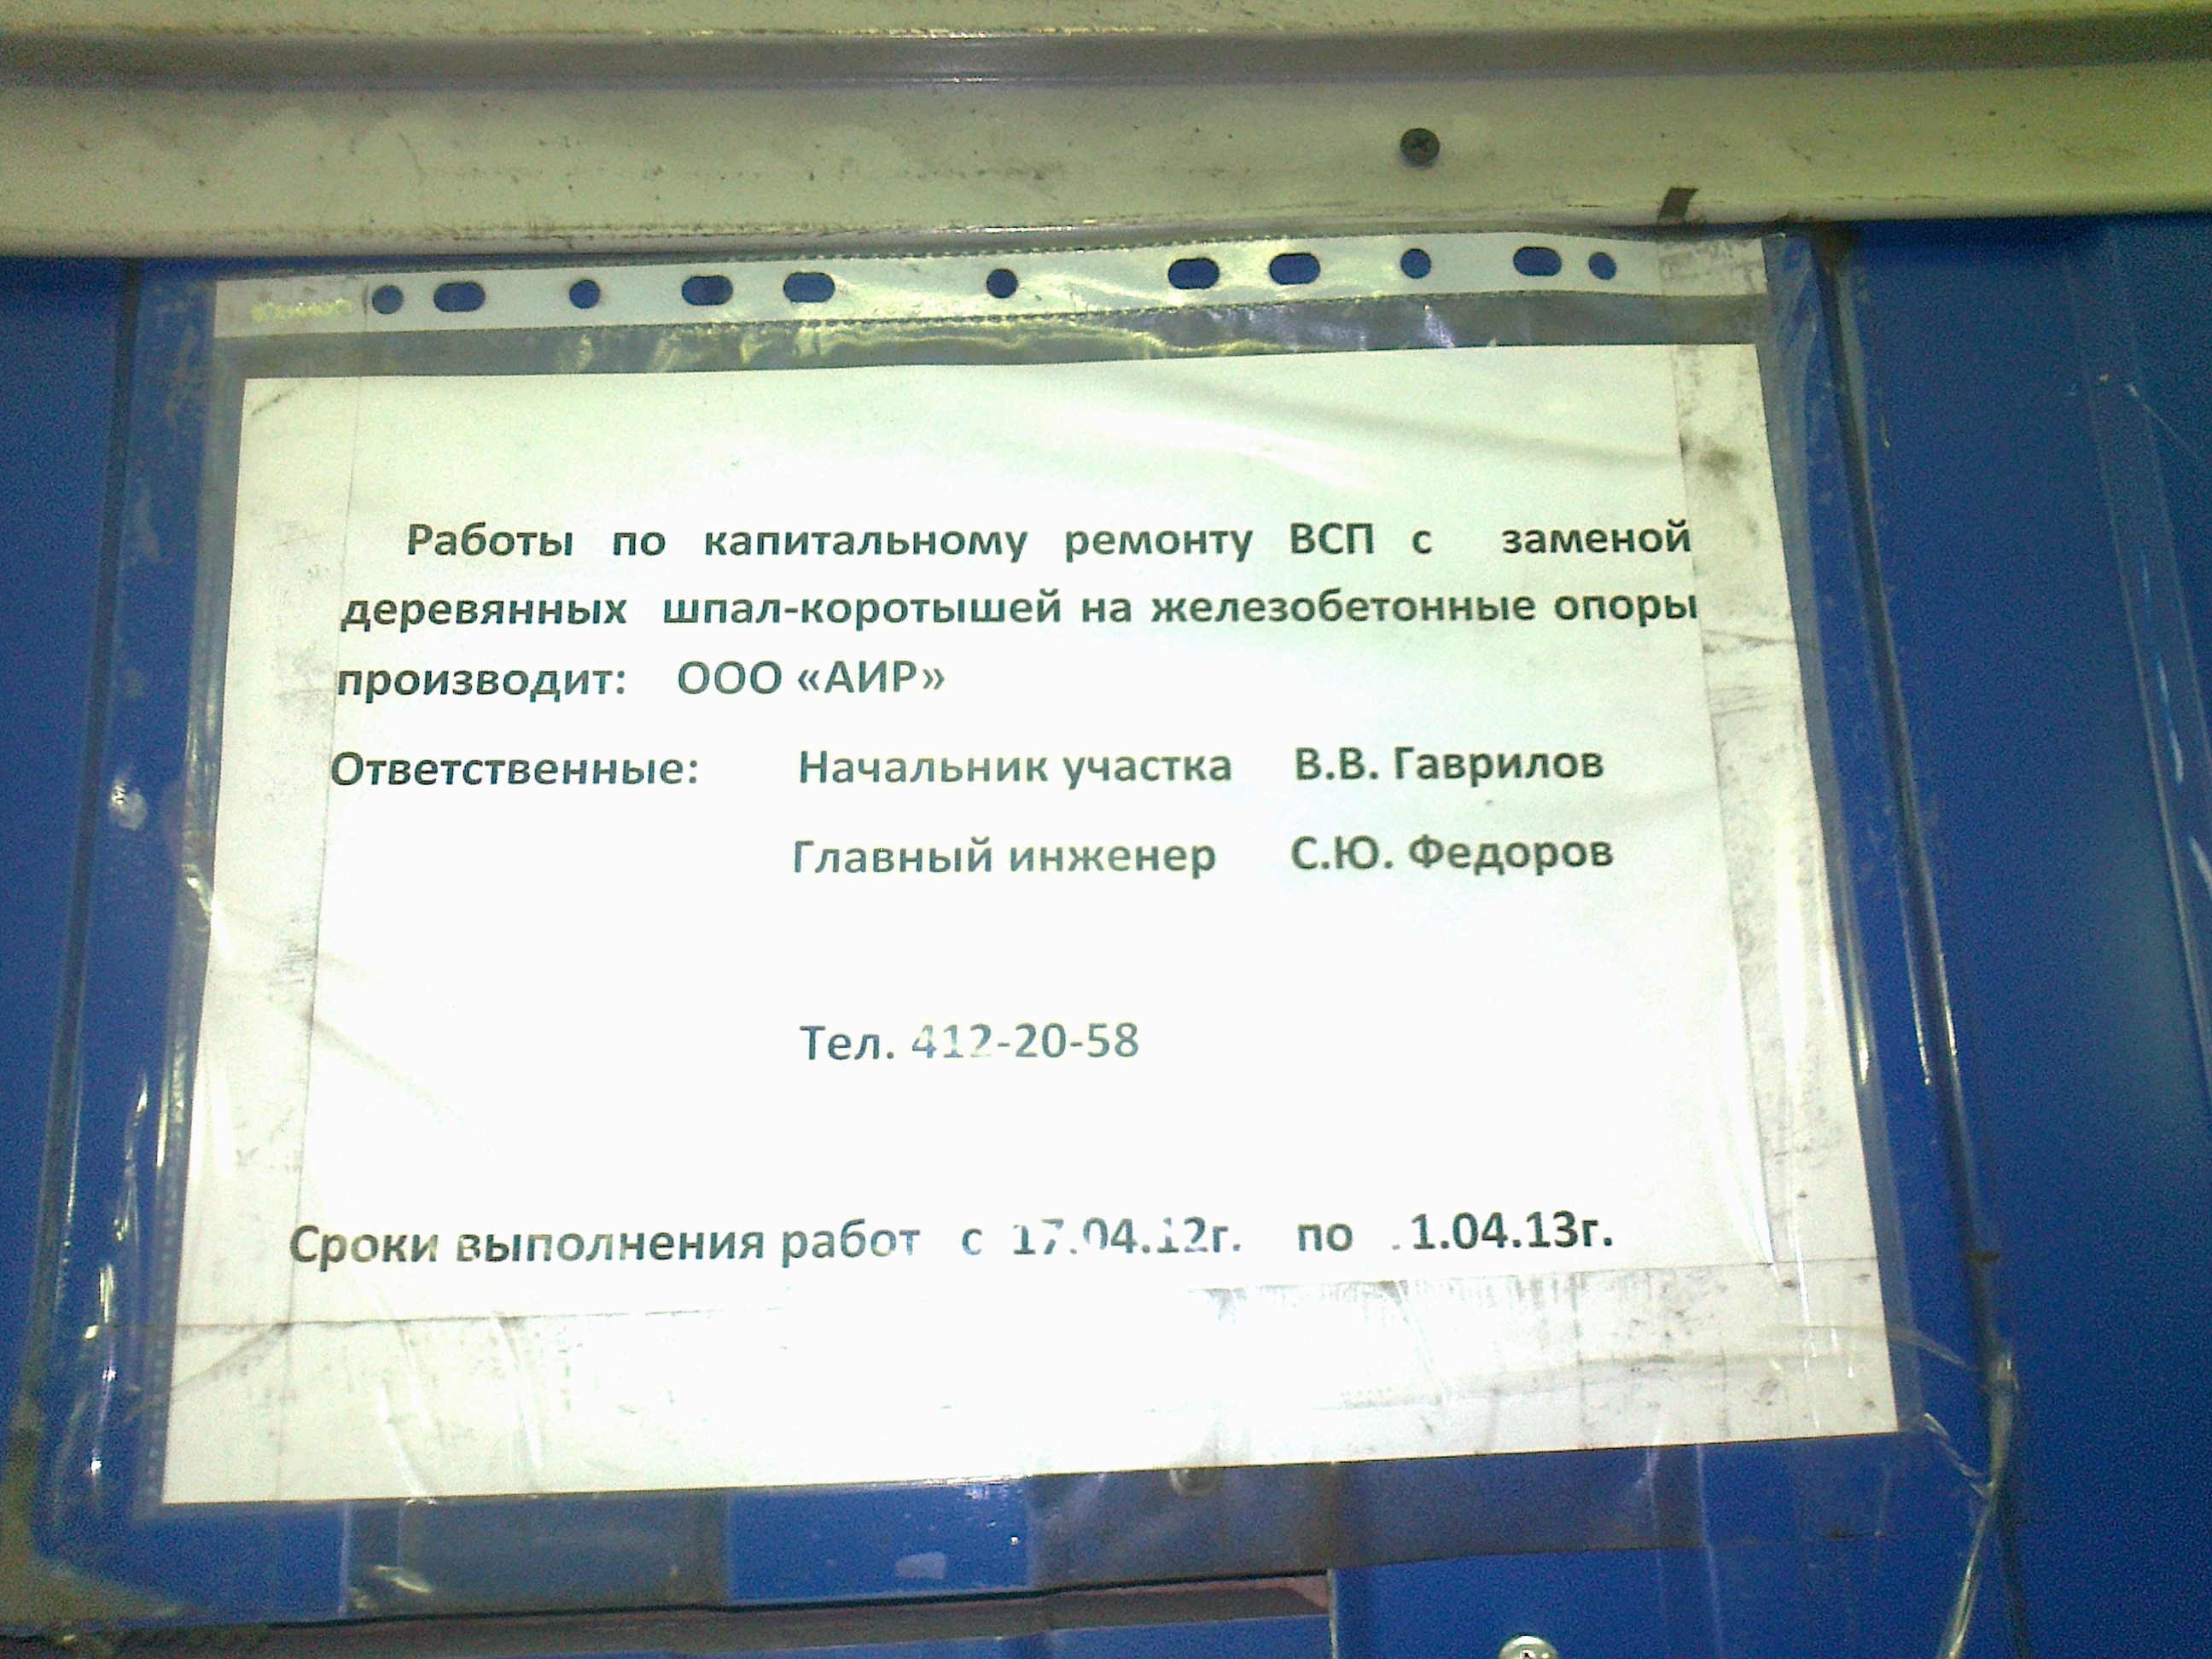 Работы по капитальному ремонту ВСП с заменой
деревянных шпал-коротышей на железобетонные опоры
производит: ООО «АИР»
Ответственные: Начальник участка В.В. Гаврилов
Главный инженер С.Ю. Федоров
Тел. 412-20-58
Сроки выполнения работ с 17.04.12г. по